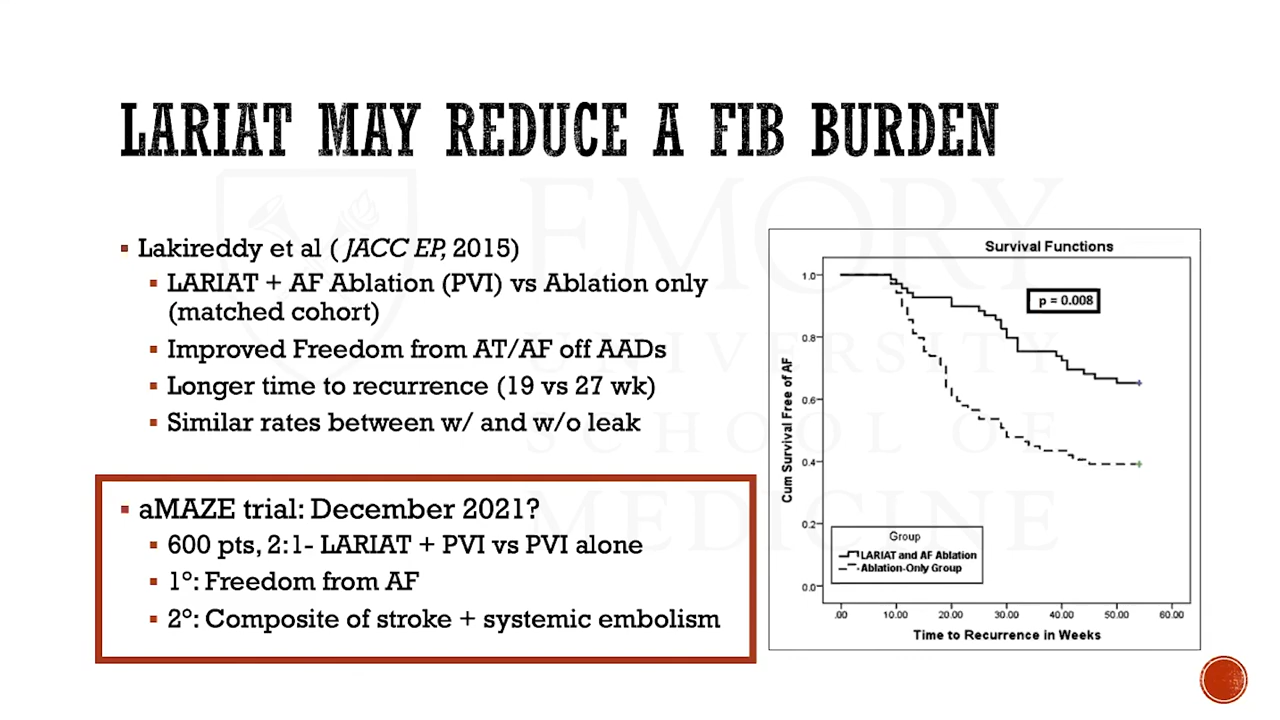 LARIAT MAY REDUCE A FIB BURDEN
Lakireddy et al ( JACC EP, 2015)
LARIAT + AF Ablation (PVI) vs Ablation only
(matched cohort)
Improved Freedom from AT/AF off AADs
Longer time to recurrence (19 vs 27 wk)
Similar rates between w/ and w/o leak
aMAZE trial: December 2021?
600 pts, 2:1- LARIAT + PVI vs PVI alone
1°: Freedom from AF
2°: Composite of stroke + systemic embolism
Survival Functions
p = 0.008
Cum Survival Free of AF
1.0
0.8
0.6
0.4
0.2
0.0
Group
LARIAT and AF Ablation
Ablation-Only Group
.00 10.00 20.00 30.00 40.00 50.00 60.00
Time to Recurrence in Weeks
EMORY
UNIVERSITY
SCHOOL OF
MEDICINE